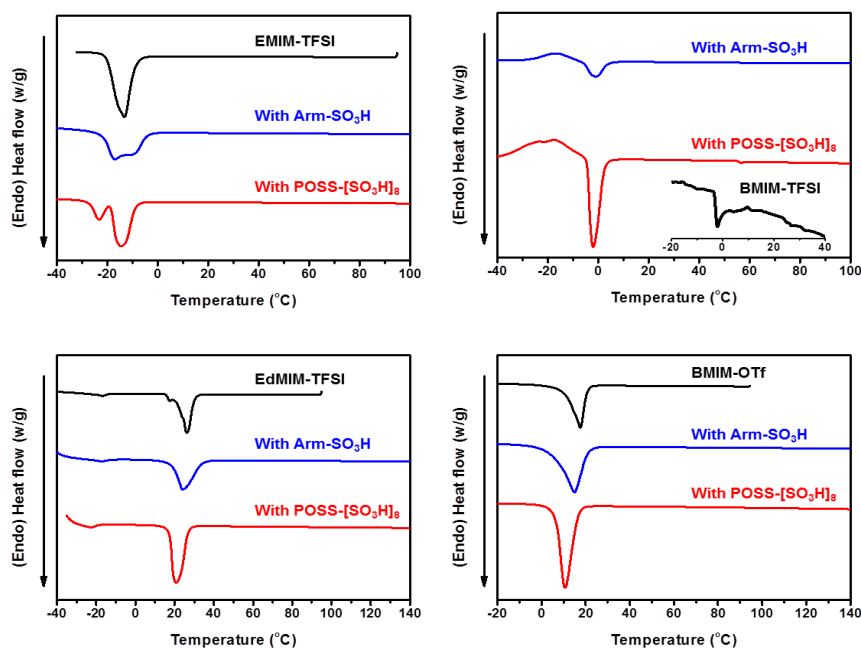 (Endo) Heat flow (w/g)
EMIM-TFSI
With Arm-SO₃H
With POSS-[SO₃H]₈
-40 -20 0 20 40 60 80 100
Temperature (°C)
(Endo) Heat flow (w/g)
With Arm-SO₃H
With POSS-[SO₃H]₈
BMIM-TFSI
-20 0 20 40
-40 -20 0 20 40 60 80 100
Temperature (°C)
(Endo) Heat flow (w/g)
EdMIM-TFSI
With Arm-SO₃H
With POSS-[SO₃H]₈
-40 -20 0 20 40 60 80 100 120 140
Temperature (°C)
(Endo) Heat flow (w/g)
BMIM-OTf
With Arm-SO₃H
With POSS-[SO₃H]₈
-20 0 20 40 60 80 100 120 140
Temperature (°C)